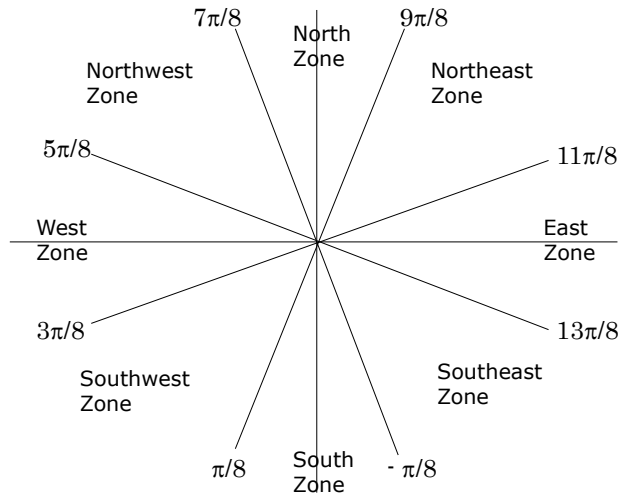 7π/8
North
Zone
9π/8
Northwest
Zone
Northeast
Zone
5π/8
11π/8
West
Zone
East
Zone
3π/8
13π/8
Southwest
Zone
Southeast
Zone
π/8
South
Zone
- π/8